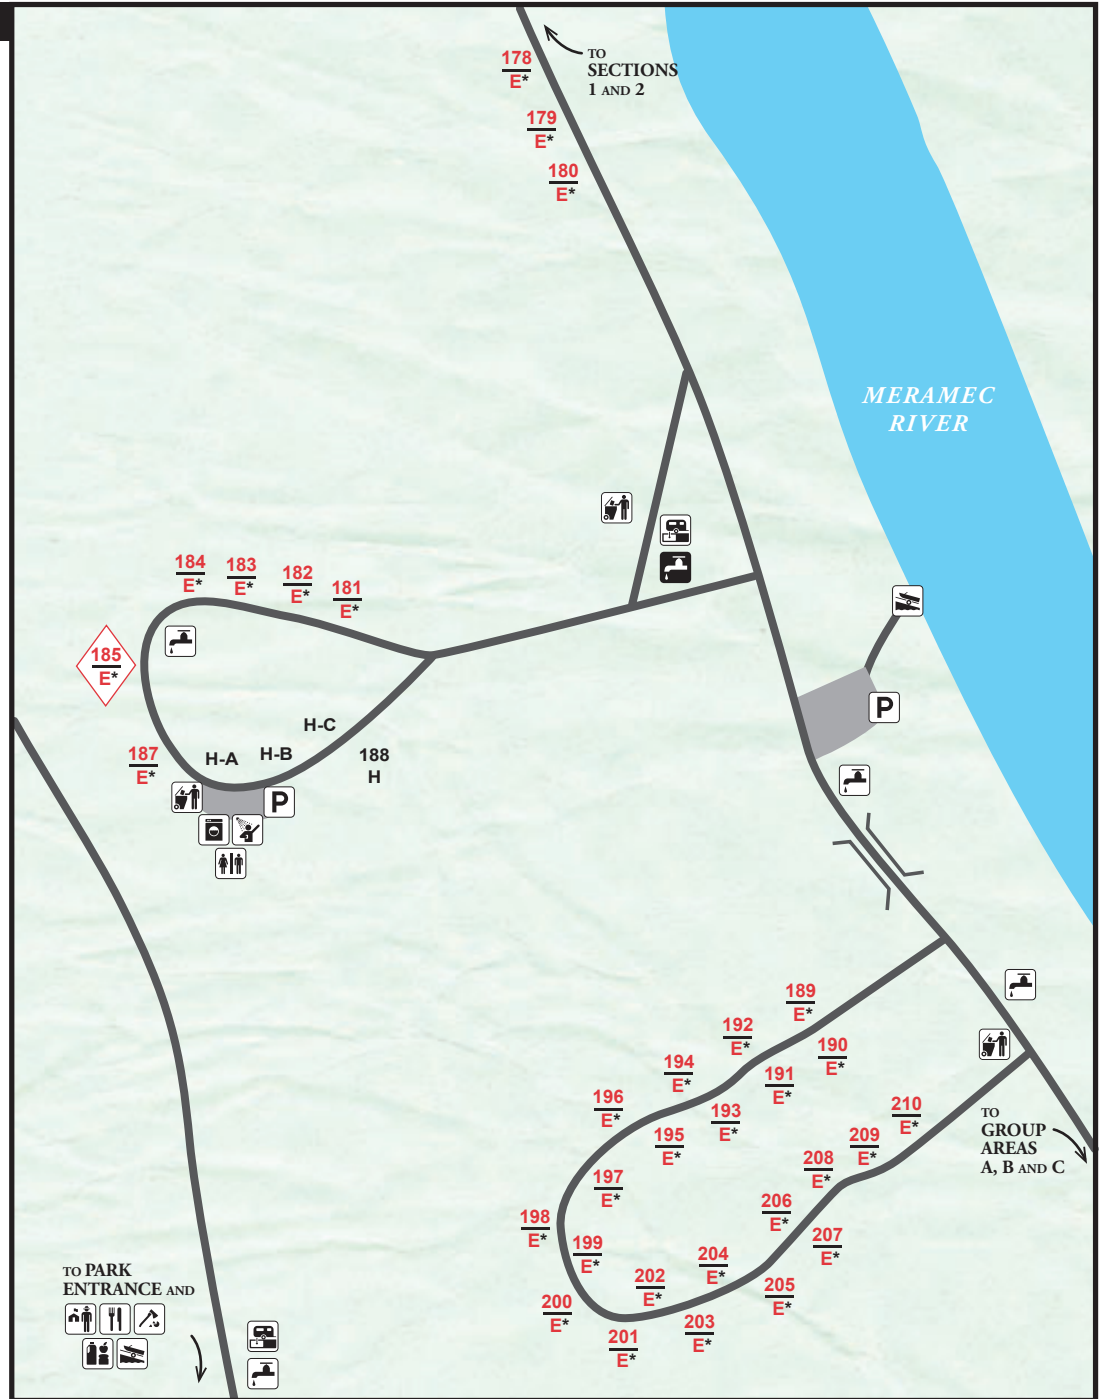 TO
SECTIONS
1 AND 2
178
E*
179
E*
180
E*
MERAMEC
RIVER
184
E*
183
E*
182
E*
181
E*
185
E*
187
E*
H-A
H-B
H-C
188
H
P
P
189
E*
190
E*
192
E*
191
E*
194
E*
193
E*
196
E*
195
E*
197
E*
198
E*
199
E*
200
E*
201
E*
202
E*
203
E*
204
E*
205
E*
206
E*
207
E*
208
E*
209
E*
210
E*
TO
GROUP
AREAS
A, B AND C
TO PARK
ENTRANCE AND